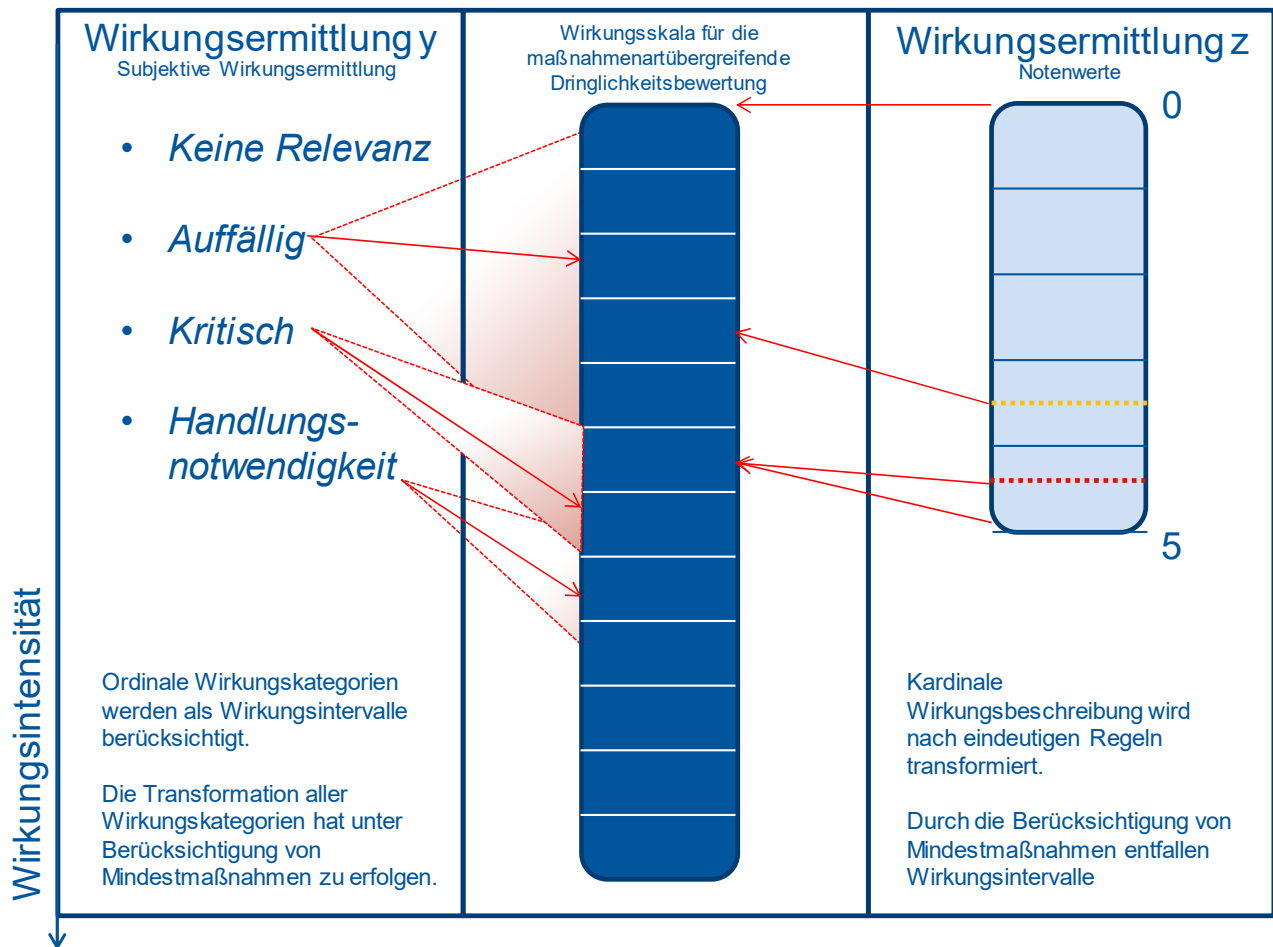 Wirkungsermittlung y
Subjektive Wirkungsermittlung
• Keine Relevanz
• Auffällig
• Kritisch
• Handlungs-
notwendigkeit
Ordinale Wirkungskategorien
werden als Wirkungsintervalle
berücksichtigt.
Die Transformation aller
Wirkungskategorien hat unter
Berücksichtigung von
Mindestmaßnahmen zu erfolgen.
Wirkungsskala für die
maßnahmenartübergreifende
Dringlichkeitsbewertung
Wirkungsermittlung z
Notenwerte
0
5
Kardinale
Wirkungsbeschreibung wird
nach eindeutigen Regeln
transformiert.
Durch die Berücksichtigung von
Mindestmaßnahmen entfallen
Wirkungsintervalle
Wirkungsintensität